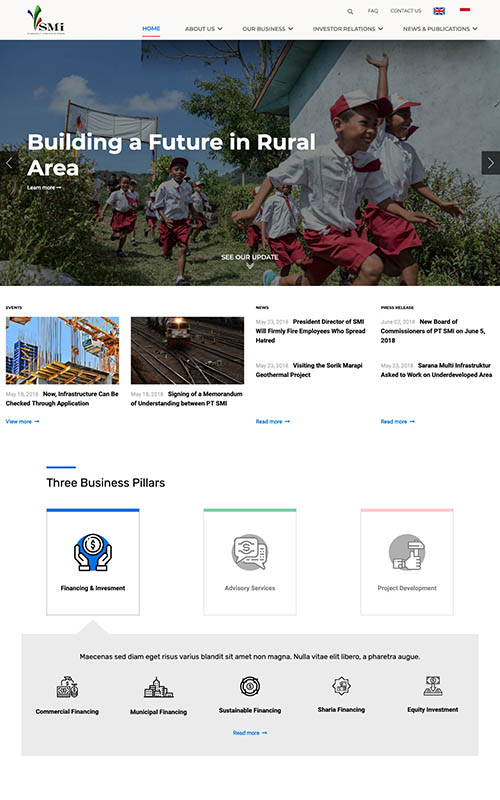 FAQ CONTACT US
SMi
HOME ABOUT US OUR BUSINESS INVESTOR RELATIONS NEWS & PUBLICATIONS
Building a Future in Rural
Area
Learn more
SEE OUR UPDATE
EVENTS
May 18, 2018 Now, Infrastructure Can Be
Checked Through Application
May 18, 2018 Signing of a Memorandum
of Understanding between PT SMI
View more
NEWS
May 23, 2018 President Director of SMI
Will Firmly Fire Employees Who Spread
Hatred
May 23, 2018 Visiting the Sorik Marapi
Geothermal Project
Read more
PRESS RELEASE
June 22, 2018 New Board of
Commissioners of PT SMI on June 5,
2018
May 23, 2018 Sarana Multi Infrastruktur
Asked to Work on Underdeveloped Area
Read more
Three Business Pillars
Financing & Invesment
Advisory Services
Project Development
Maecenas sed diam eget risus varius blandit sit amet non magna. Nulla vitae elit libero, a pharetra augue.
Commercial Financing
Municipal Financing
Sustainable Financing
Sharia Financing
Equity Investment
Read more